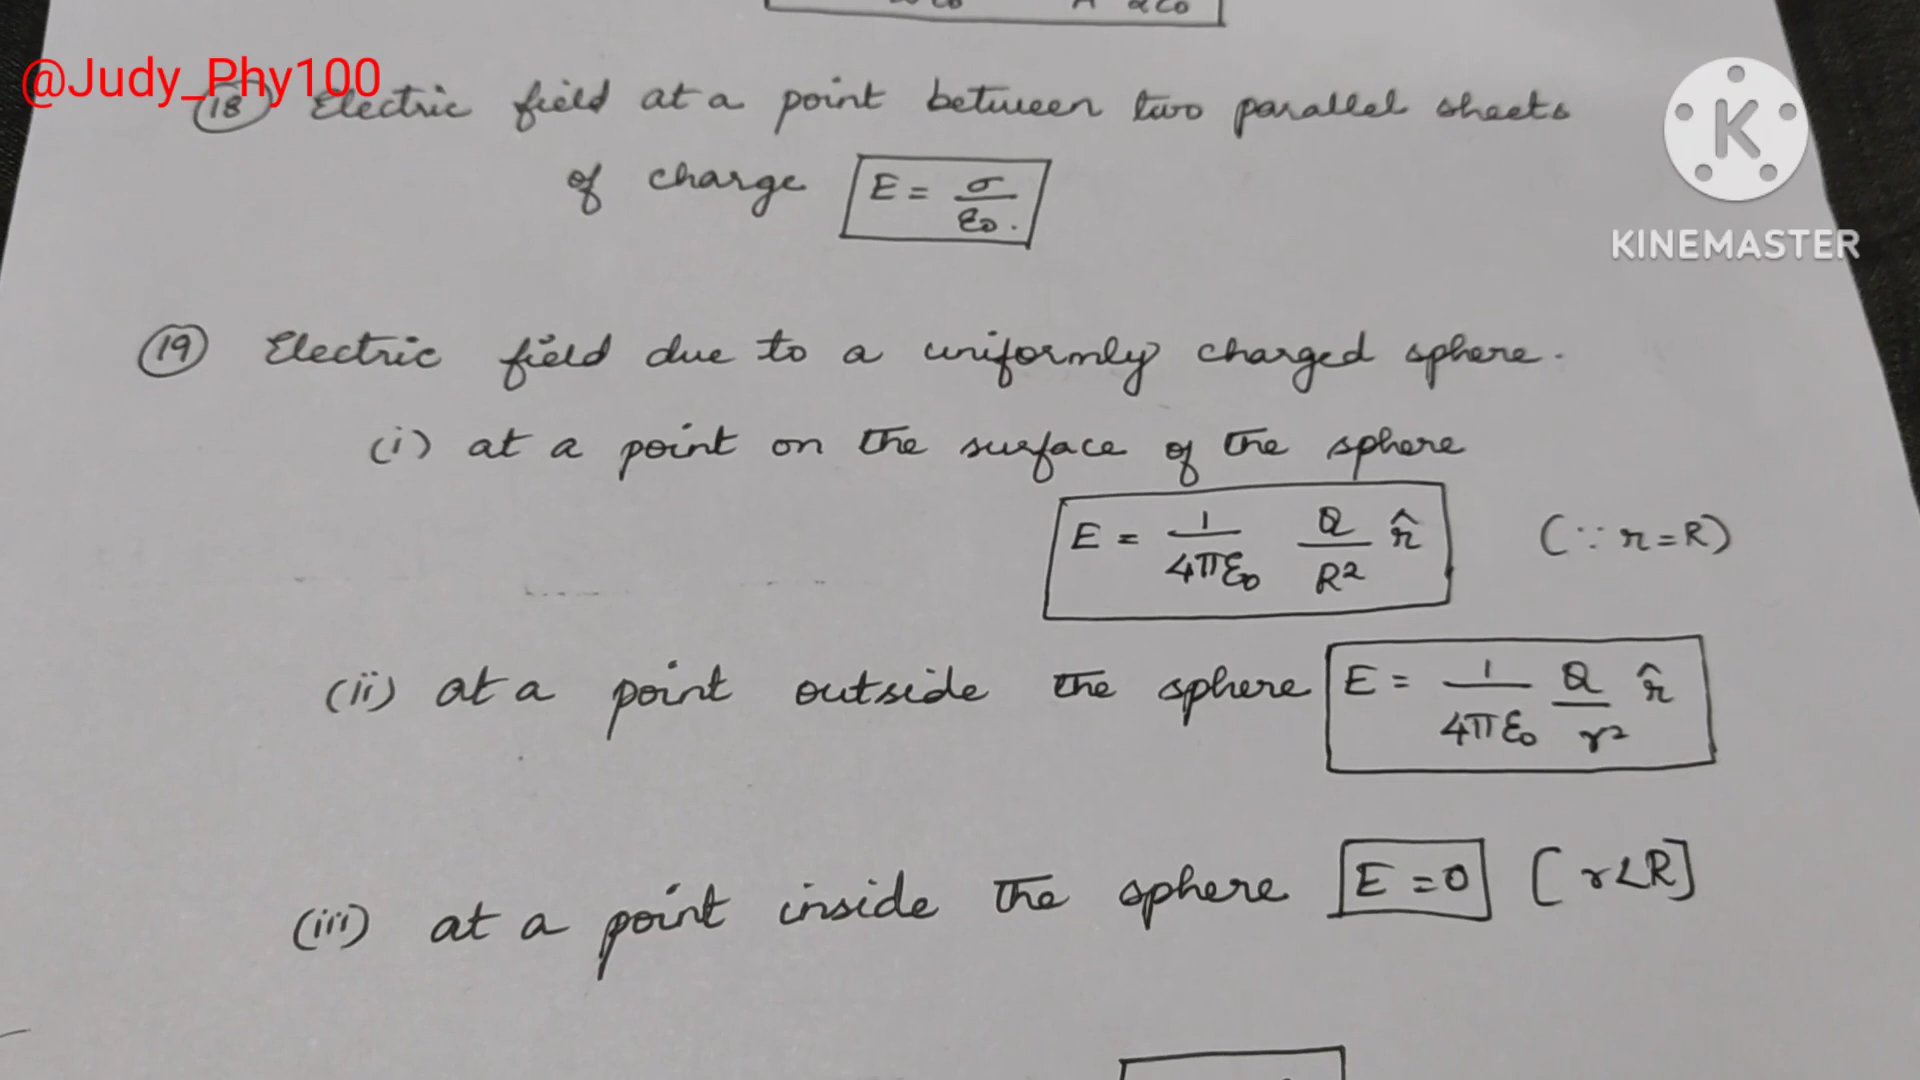 @Judy_Phy100
(18) Electric field at a point between two parallel sheets
of charge E = σ/ε₀.
KINEMASTER
(19) Electric field due to a uniformly charged sphere.
(i) at a point on the surface of the sphere
E = 1/4πε₀ Q/R² r̂ (∵ r = R)
(ii) at a point outside the sphere E = 1/4πε₀ Q/r² r̂
(iii) at a point inside the sphere E = 0 [r < R]